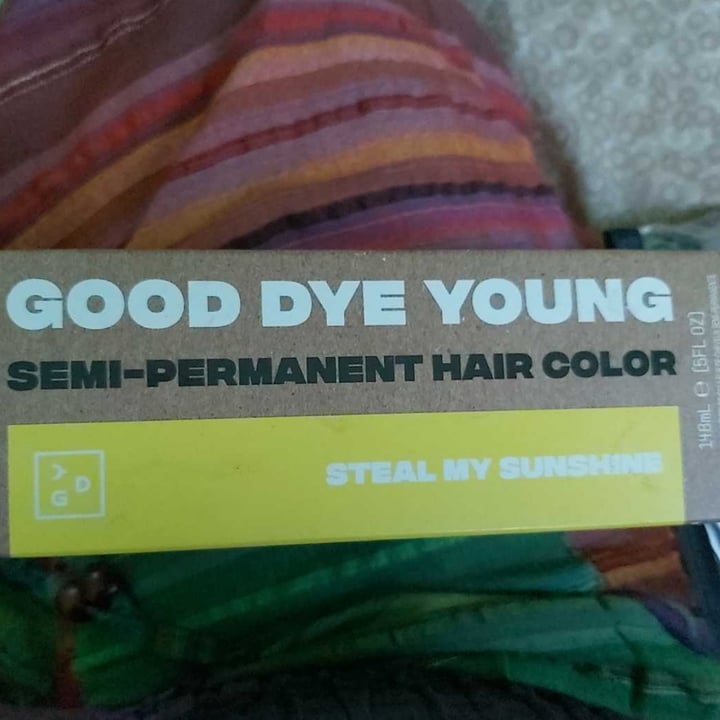 GOOD DYE YOUNG
SEMI-PERMANENT HAIR COLOR
Y
G D
STEAL MY SUNSHINE
148mL e [5FL OZ]